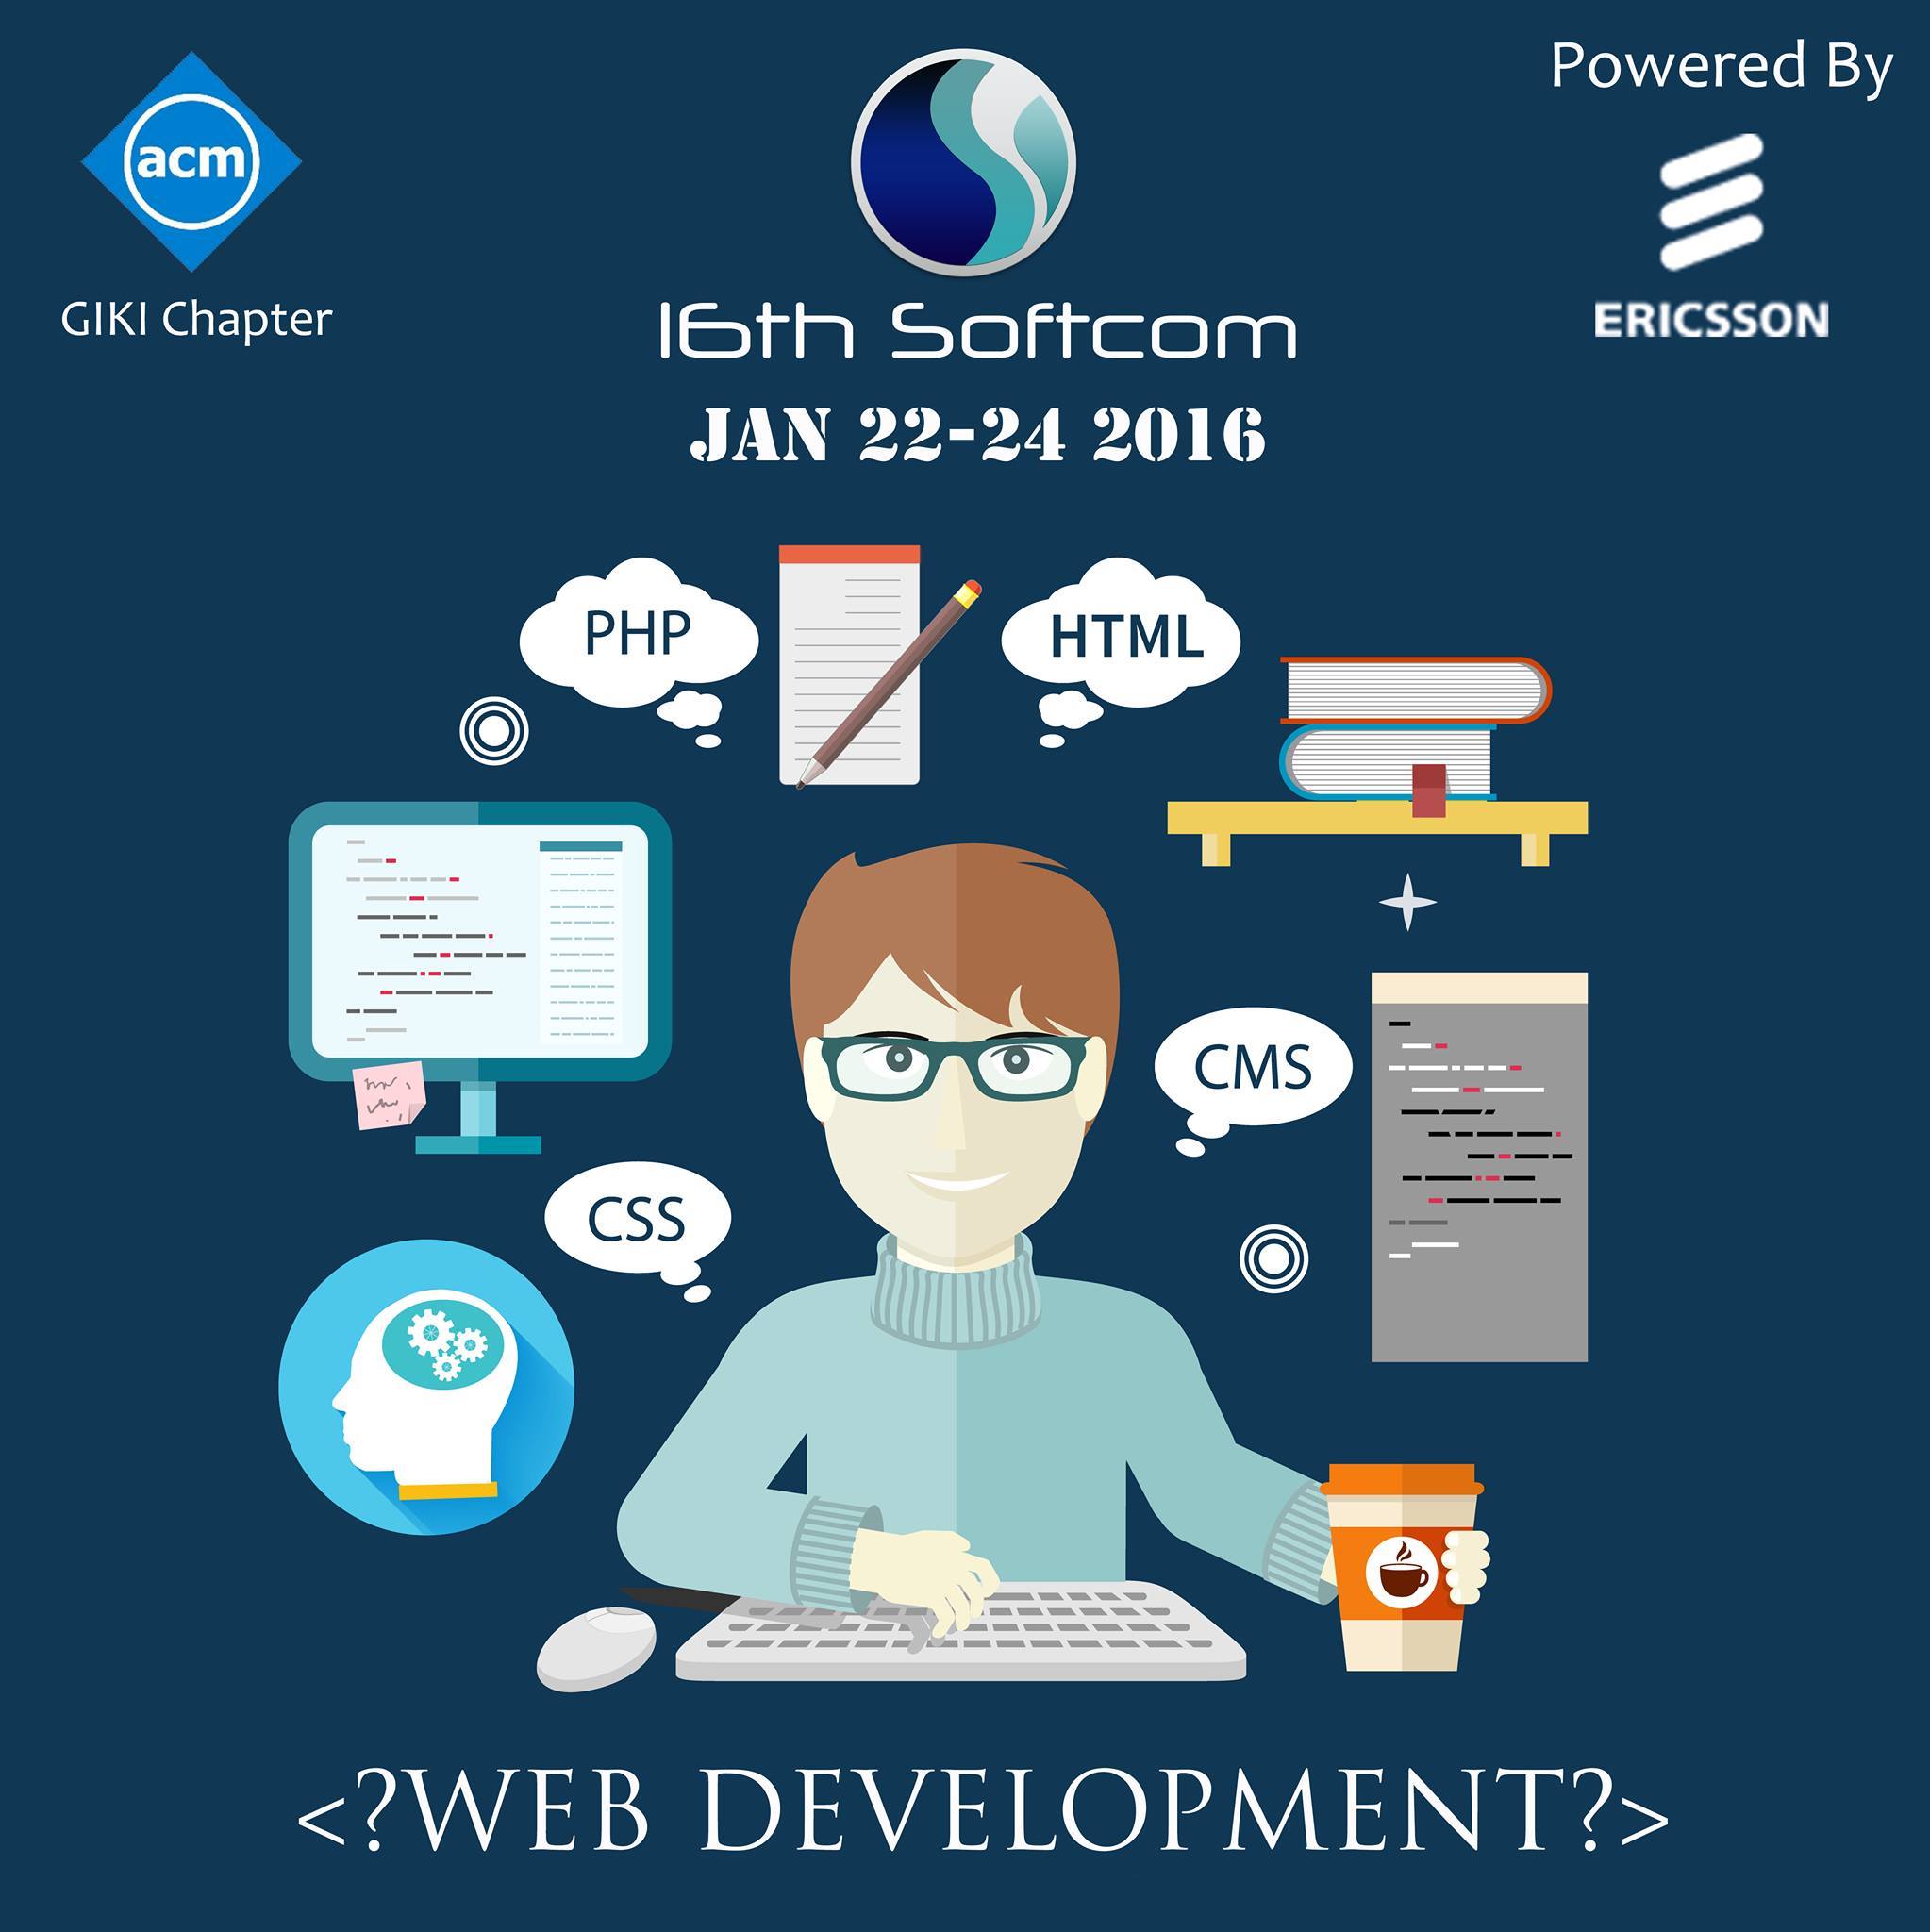 acm
GIKI Chapter
16th Softcom
JAN 22-24 2016
Powered By
ERICSSON
PHP
HTML
CMS
CSS
<?WEB DEVELOPMENT?>